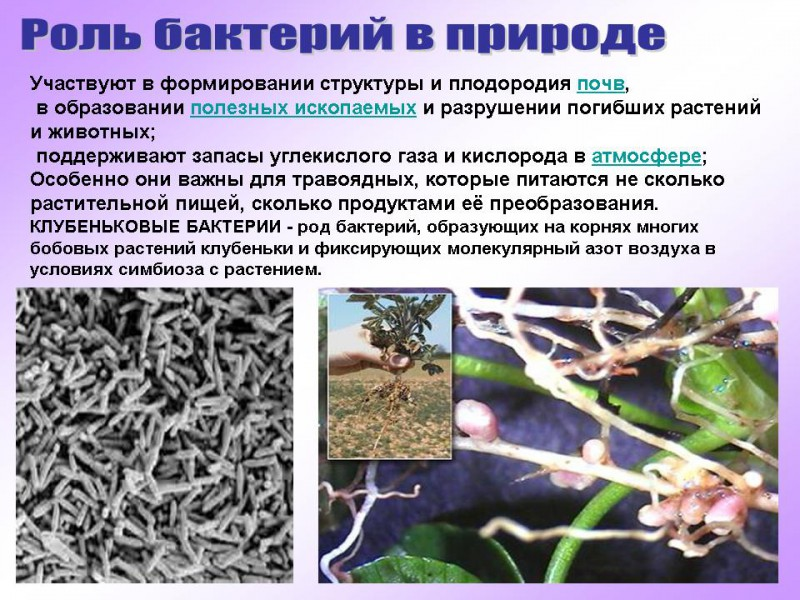 Роль бактерий в природе
Участвуют в формировании структуры и плодородия почв,
в образовании полезных ископаемых и разрушении погибших растений
и животных;
поддерживают запасы углекислого газа и кислорода в атмосфере;
Особенно они важны для травоядных, которые питаются не сколько
растительной пищей, сколько продуктами её преобразования.
КЛУБЕНЬКОВЫЕ БАКТЕРИИ - род бактерий, образующих на корнях многих
бобовых растений клубеньки и фиксирующих молекулярный азот воздуха в
условиях симбиоза с растением.